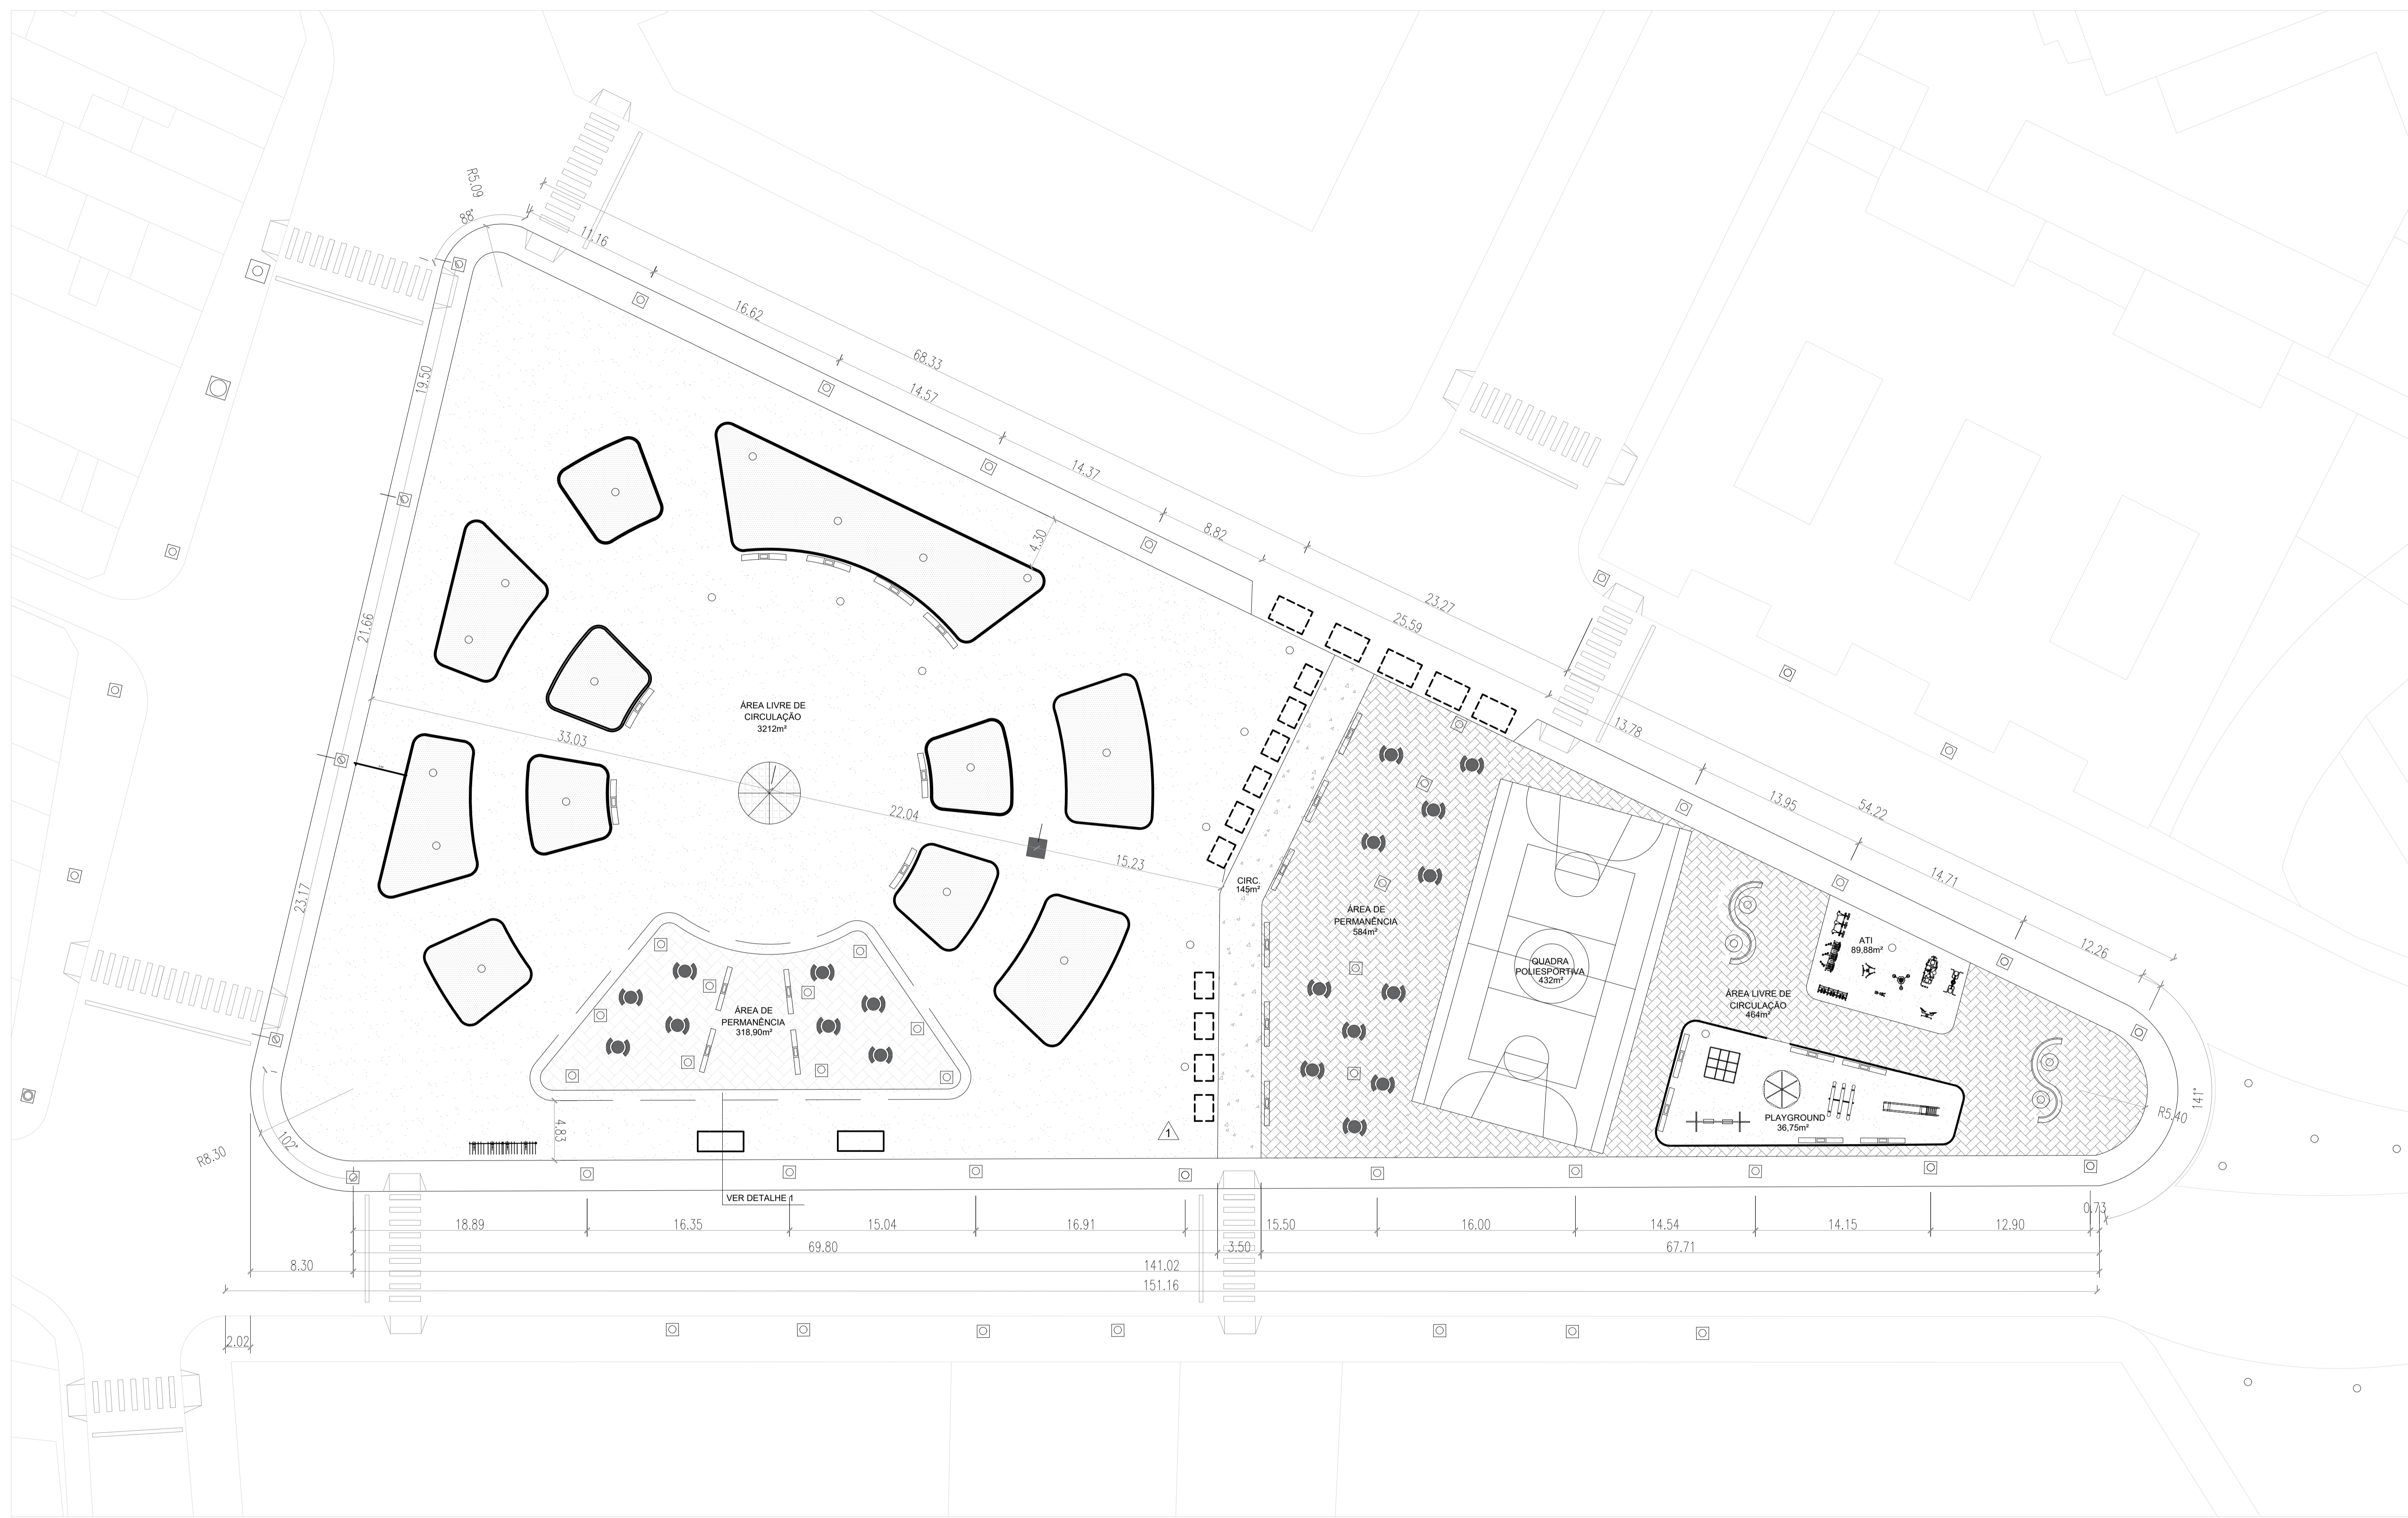 R5.09
88°
11.16
16.62
68.33
14.57
14.37
4.30
8.82
23.27
25.59
19.50
21.66
23.17
33.03
ÁREA LIVRE DE
CIRCULAÇÃO
3212m²
22.04
15.23
CIRC.
145m²
13.78
13.95
54.22
14.71
12.26
ÁREA DE
PERMANÊNCIA
584m²
QUADRA
POLIESPORTIVA
432m²
ATI
89,88m²
ÁREA LIVRE DE
CIRCULAÇÃO
464m²
PLAYGROUND
36,75m²
ÁREA DE
PERMANÊNCIA
318,90m²
4.83
1
R8.30
102°
141°
R5.40
VER DETALHE 1
0.73
18.89
16.35
15.04
16.91
15.50
16.00
14.54
14.15
12.90
69.80
3.50
67.71
8.30
141.02
151.16
2.02